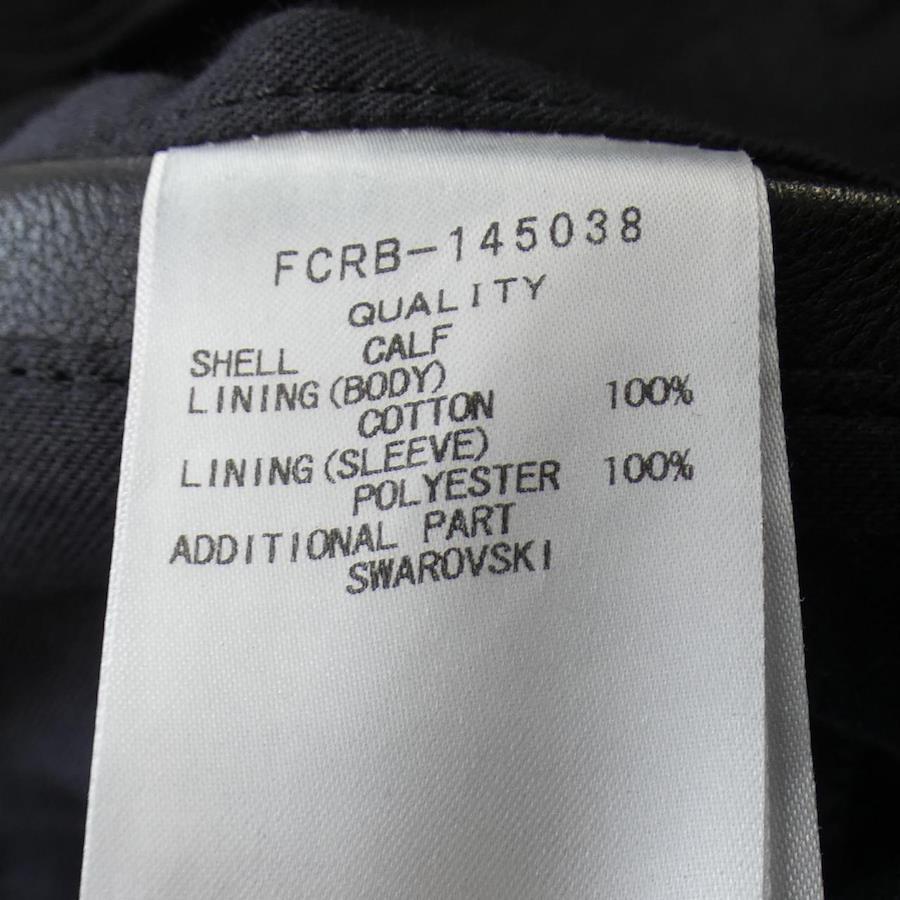 FCRB-145038
QUALITY
SHELL CALF
LINING(BODY)
COTTON 100%
LINING(SLEEVE)
POLYESTER 100%
ADDITIONAL PART
SWAROVSKI